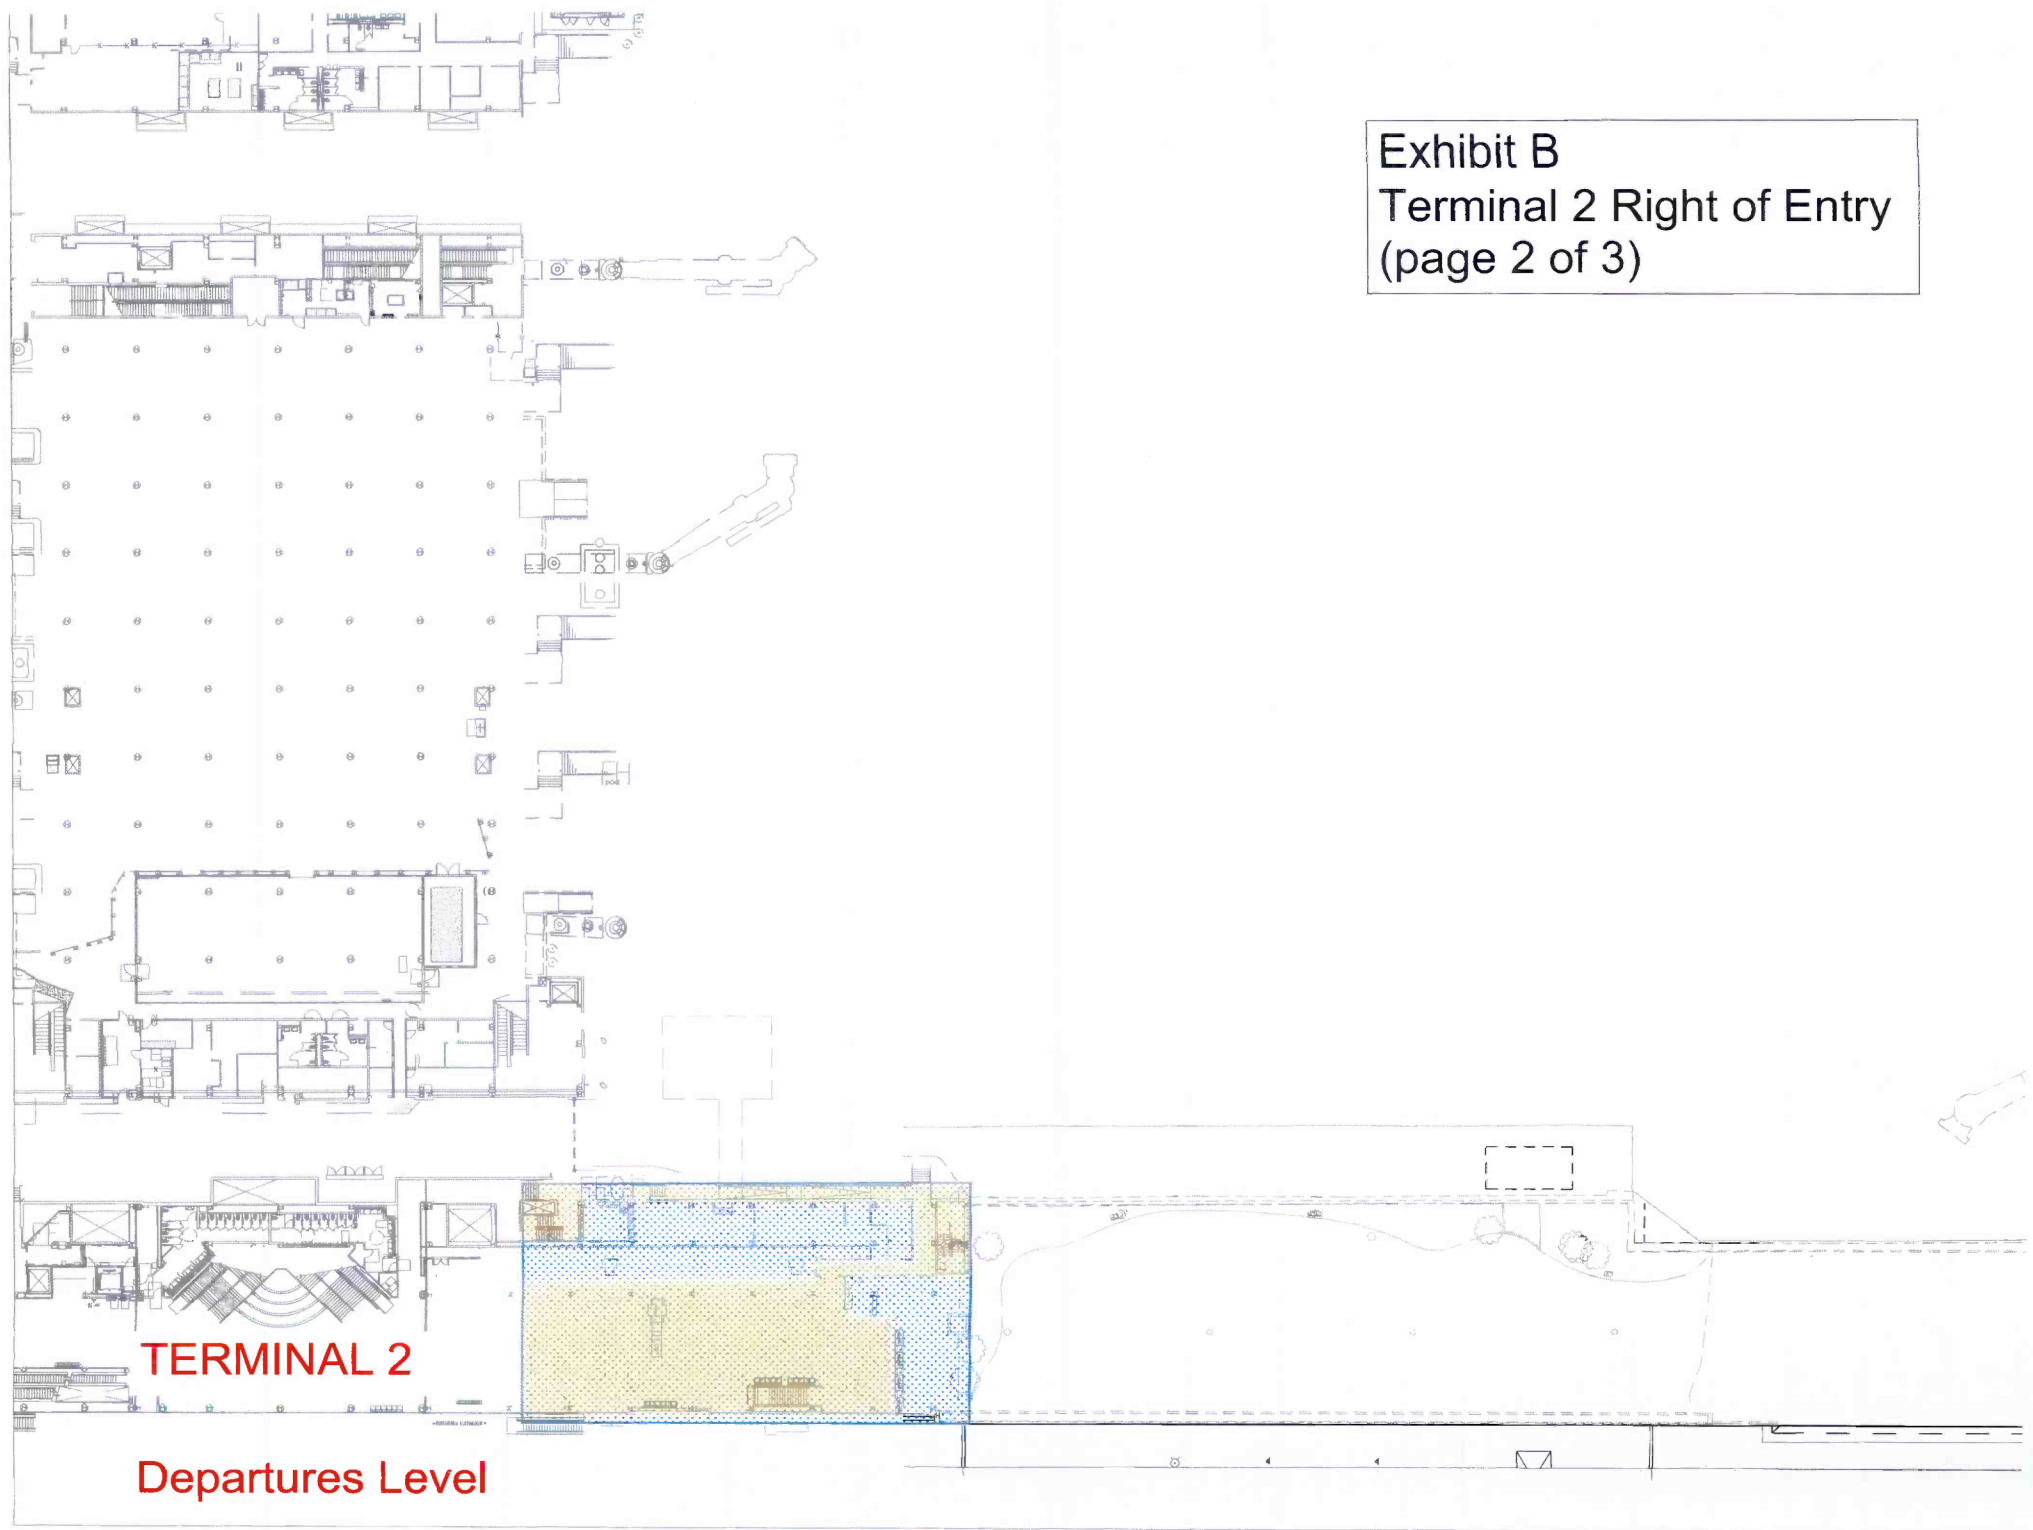 Exhibit B
Terminal 2 Right of Entry
(page 2 of 3)
TERMINAL 2
Departures Level